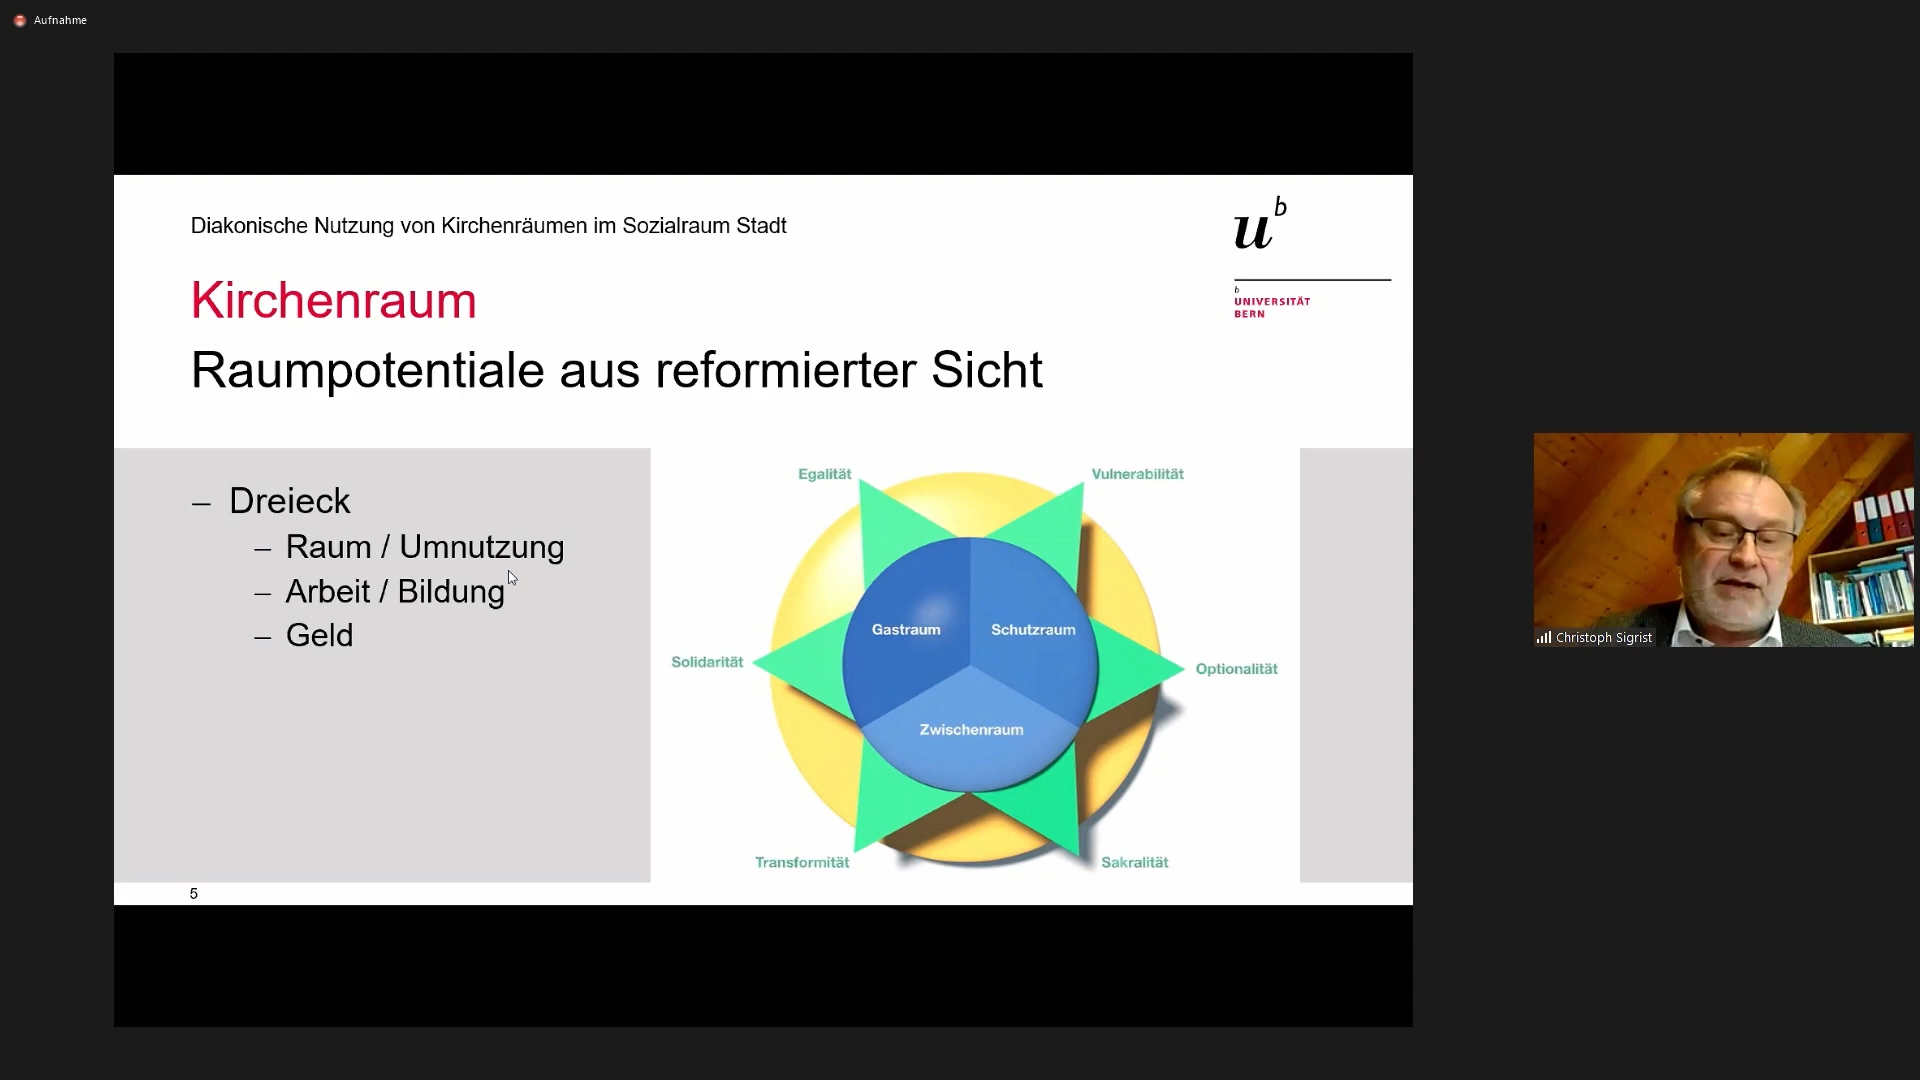 Aufnahme
Diakonische Nutzung von Kirchenräumen im Sozialraum Stadt
u b
b
UNIVERSITÄT
BERN
Kirchenraum
Raumpotentiale aus reformierter Sicht
– Dreieck
– Raum / Umnutzung
– Arbeit / Bildung
– Geld
Egalität
Vulnerabilität
Gastraum
Schutzraum
Solidarität
Optionalität
Zwischenraum
Transformität
Sakralität
5
Christoph Sigrist